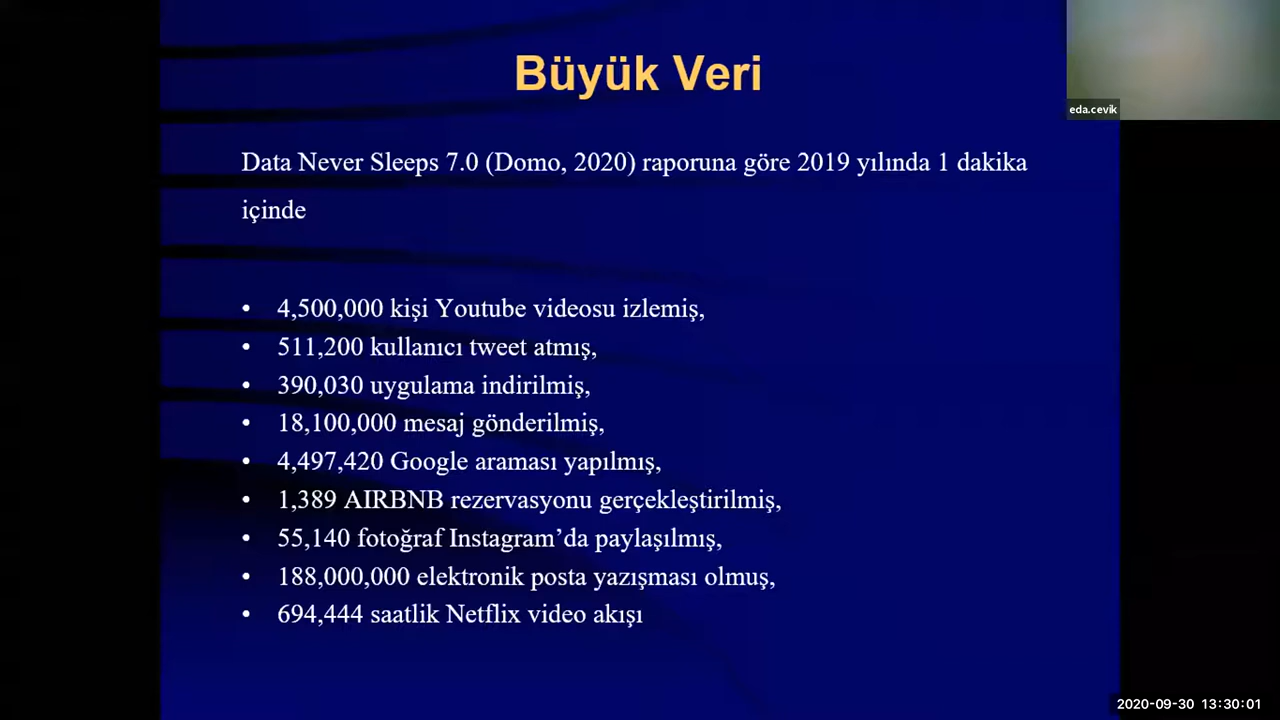 Büyük Veri
eda.cevik
Data Never Sleeps 7.0 (Domo, 2020) raporuna göre 2019 yılında 1 dakika
içinde
• 4,500,000 kişi Youtube videosu izlemiş,
• 511,200 kullanıcı tweet atmış,
• 390,030 uygulama indirilmiş,
• 18,100,000 mesaj gönderilmiş,
• 4,497,420 Google araması yapılmış,
• 1,389 AIRBNB rezervasyonu gerçekleştirilmiş,
• 55,140 fotoğraf Instagram’da paylaşılmış,
• 188,000,000 elektronik posta yazışması olmuş,
• 694,444 saatlik Netflix video akışı
2020-09-30 13:30:01